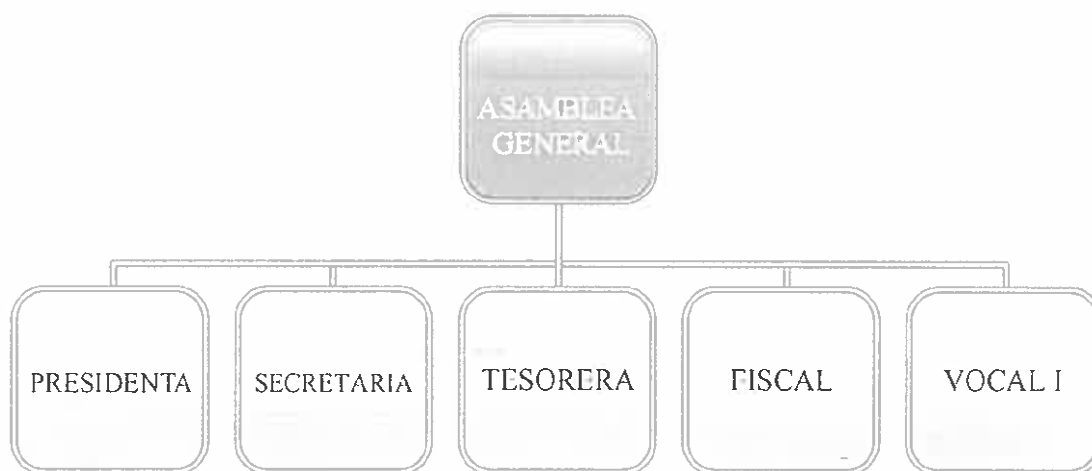 ASAMBLEA
GENERAL
PRESIDENTA
SECRETARIA
TESORERA
FISCAL
VOCAL I